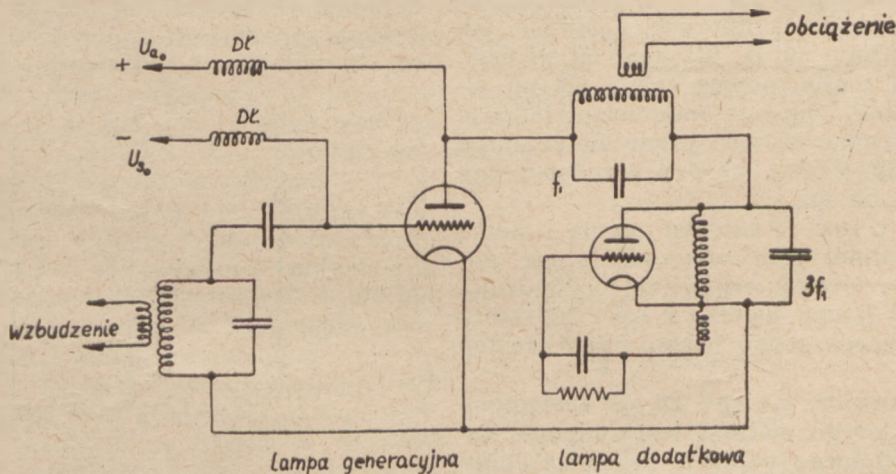 + Uₐ₀ Dł
obciążenie
− Uₛ₀ Dł.
f₁
3f₁
wzbudzenie
lampa generacyjna
lampa dodatkowa